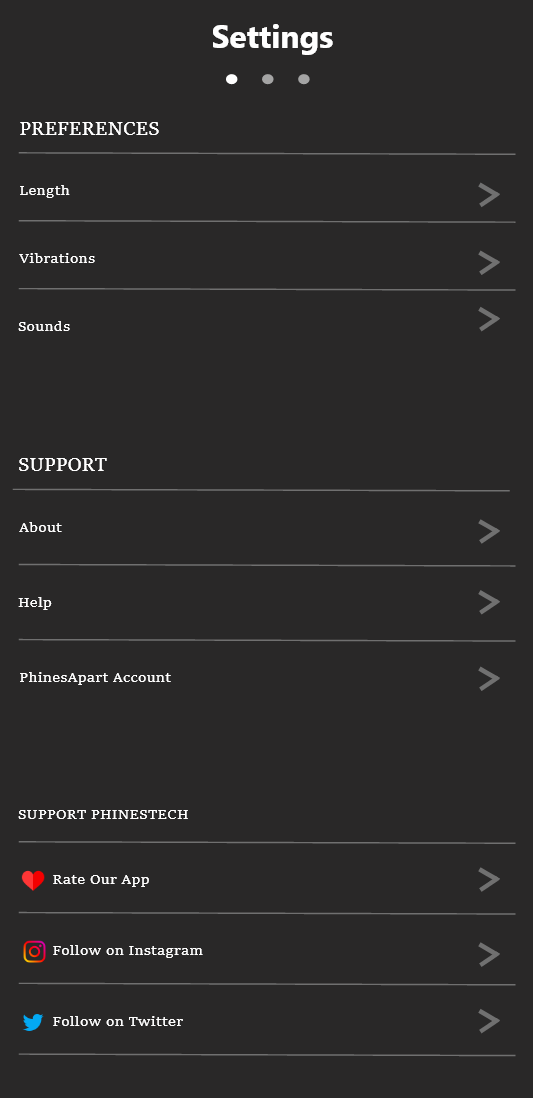 Settings
PREFERENCES
Length
Vibrations
Sounds
SUPPORT
About
Help
PhinesApart Account
SUPPORT PHINESTECH
Rate Our App
Follow on Instagram
Follow on Twitter